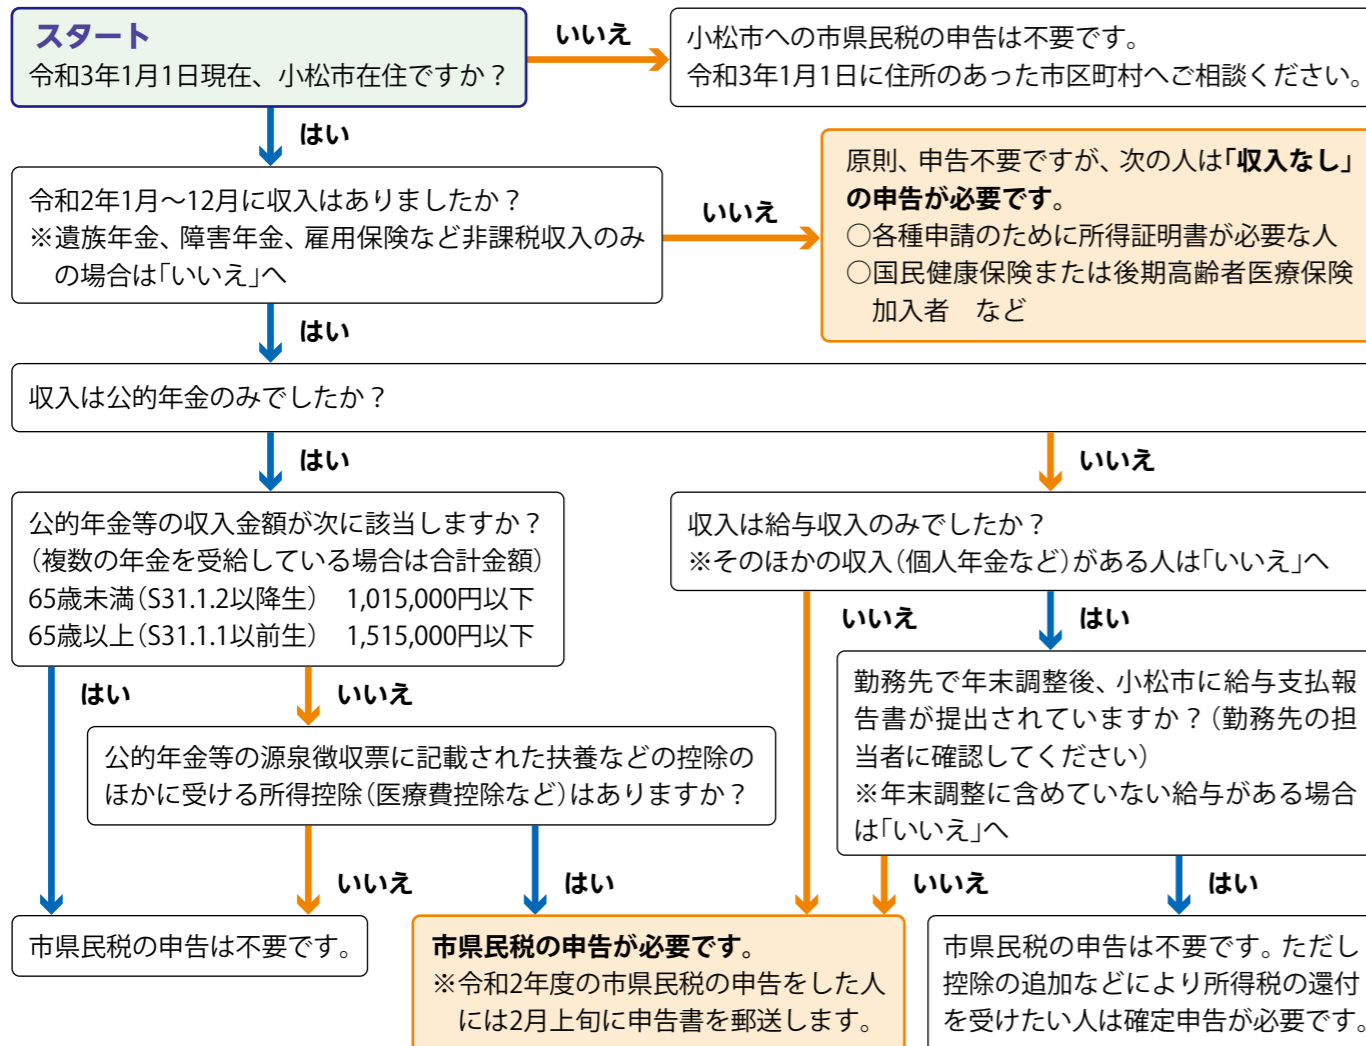 スタート
令和3年1月1日現在、小松市在住ですか？
いいえ
小松市への市県民税の申告は不要です。
令和3年1月1日に住所のあった市区町村へご相談ください。
はい
令和2年1月～12月に収入はありましたか？
※遺族年金、障害年金、雇用保険など非課税収入のみ
の場合は「いいえ」へ
いいえ
原則、申告不要ですが、次の人は「収入なし」
の申告が必要です。
○各種申請のために所得証明書が必要な人
○国民健康保険または後期高齢者医療保険
加入者　など
はい
収入は公的年金のみでしたか？
はい
いいえ
公的年金等の収入金額が次に該当しますか？
（複数の年金を受給している場合は合計金額）
65歳未満（S31.1.2以降生）　1,015,000円以下
65歳以上（S31.1.1以前生）　1,515,000円以下
収入は給与収入のみでしたか？
※そのほかの収入（個人年金など）がある人は「いいえ」へ
はい
いいえ
いいえ
はい
公的年金等の源泉徴収票に記載された扶養などの控除の
ほかに受ける所得控除（医療費控除など）はありますか？
勤務先で年末調整後、小松市に給与支払報
告書が提出されていますか？（勤務先の担
当者に確認してください）
※年末調整に含めていない給与がある場合
は「いいえ」へ
いいえ
はい
いいえ
はい
市県民税の申告は不要です。
市県民税の申告が必要です。
※令和2年度の市県民税の申告をした人
には2月上旬に申告書を郵送します。
市県民税の申告は不要です。ただし
控除の追加などにより所得税の還付
を受けたい人は確定申告が必要です。